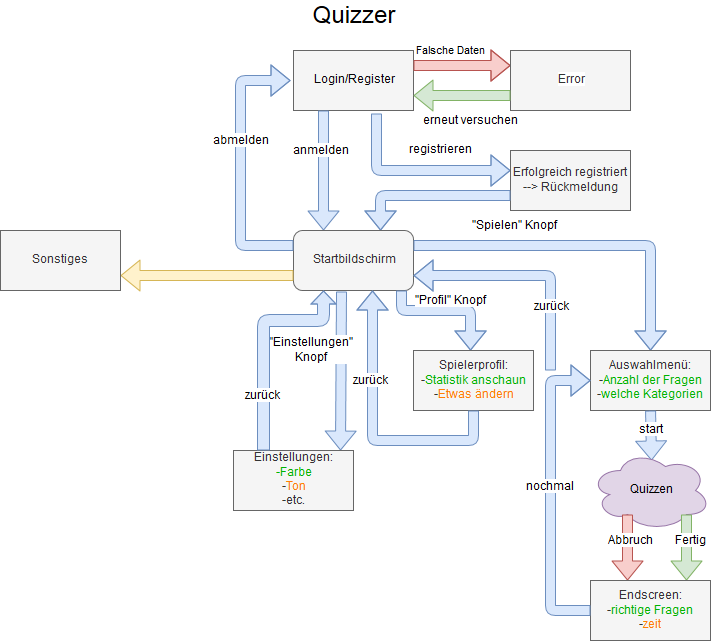 Quizzer
Falsche Daten
Login/Register
Error
erneut versuchen
abmelden
anmelden
registrieren
Erfolgreich registriert
--> Rückmeldung
"Spielen" Knopf
Sonstiges
Startbildschirm
"Profil" Knopf
zurück
"Einstellungen"
Knopf
zurück
Spielerprofil:
-Statistik anschaun
-Etwas ändern
Auswahlmenü:
-Anzahl der Fragen
-welche Kategorien
zurück
start
Einstellungen:
-Farbe
-Ton
-etc.
nochmal
Quizzen
Abbruch
Fertig
Endscreen:
-richtige Fragen
-zeit